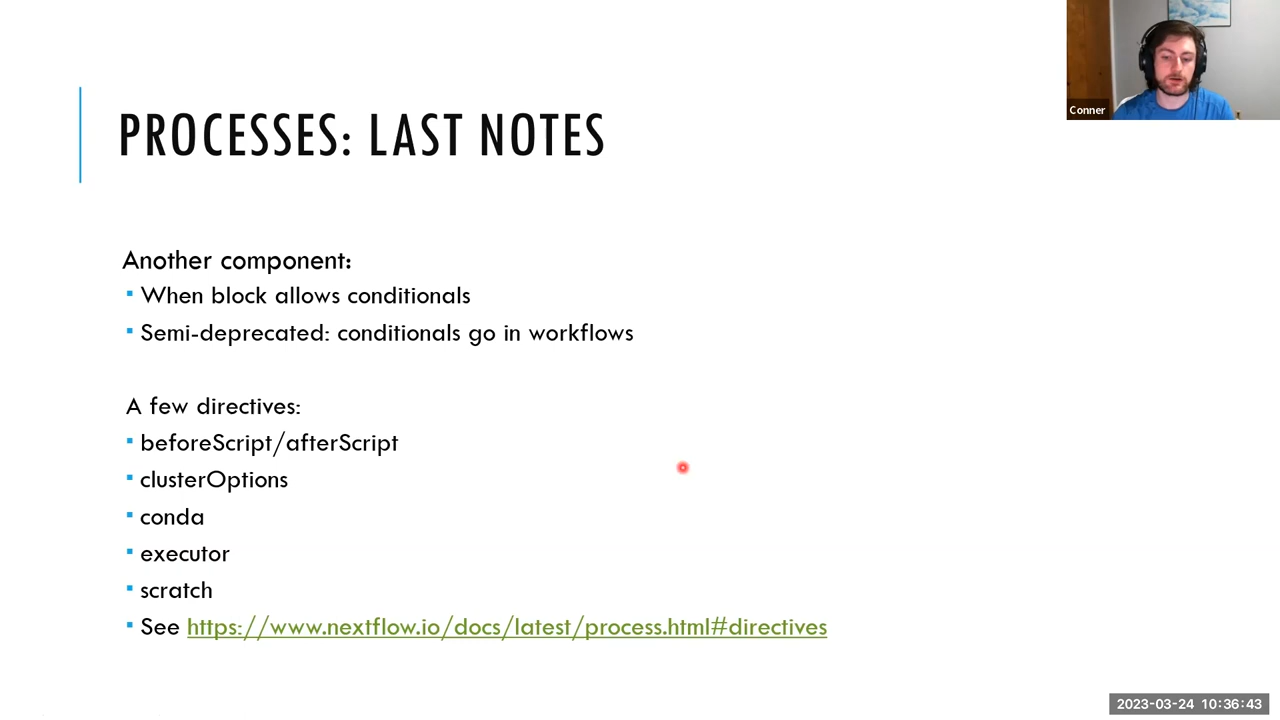 Conner
PROCESSES: LAST NOTES
Another component:
▪ When block allows conditionals
▪ Semi-deprecated: conditionals go in workflows
A few directives:
▪ beforeScript/afterScript
▪ clusterOptions
▪ conda
▪ executor
▪ scratch
▪ See https://www.nextflow.io/docs/latest/process.html#directives
2023-03-24 10:36:43